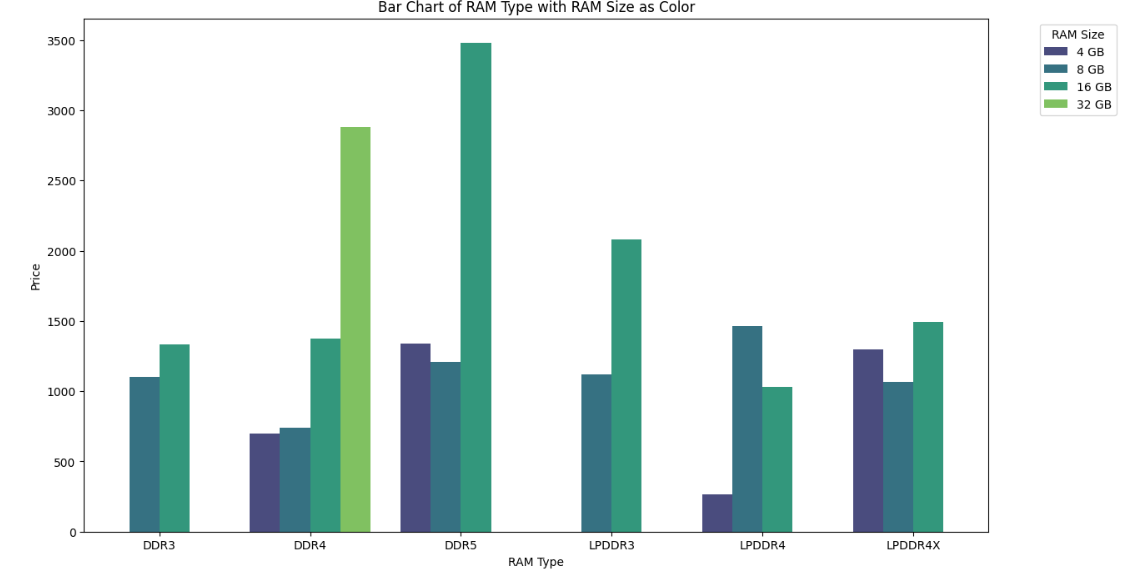 Bar Chart of RAM Type with RAM Size as Color
RAM Size
4 GB
8 GB
16 GB
32 GB
Price
3500
3000
2500
2000
1500
1000
500
0
DDR3 DDR4 DDR5 LPDDR3 LPDDR4 LPDDR4X
RAM Type